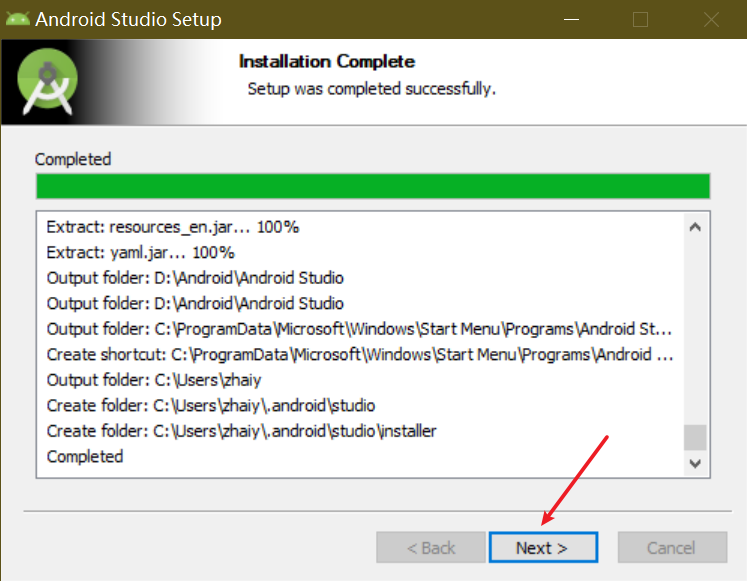 Android Studio Setup
Installation Complete
Setup was completed successfully.
Completed
Extract: resources_en.jar... 100%
Extract: yaml.jar... 100%
Output folder: D:\Android\Android Studio
Output folder: D:\Android\Android Studio
Output folder: C:\ProgramData\Microsoft\Windows\Start Menu\Programs\Android St...
Create shortcut: C:\ProgramData\Microsoft\Windows\Start Menu\Programs\Android ...
Output folder: C:\Users\zhaiy
Create folder: C:\Users\zhaiy\.android\studio
Create folder: C:\Users\zhaiy\.android\studio\installer
Completed
< Back Next > Cancel